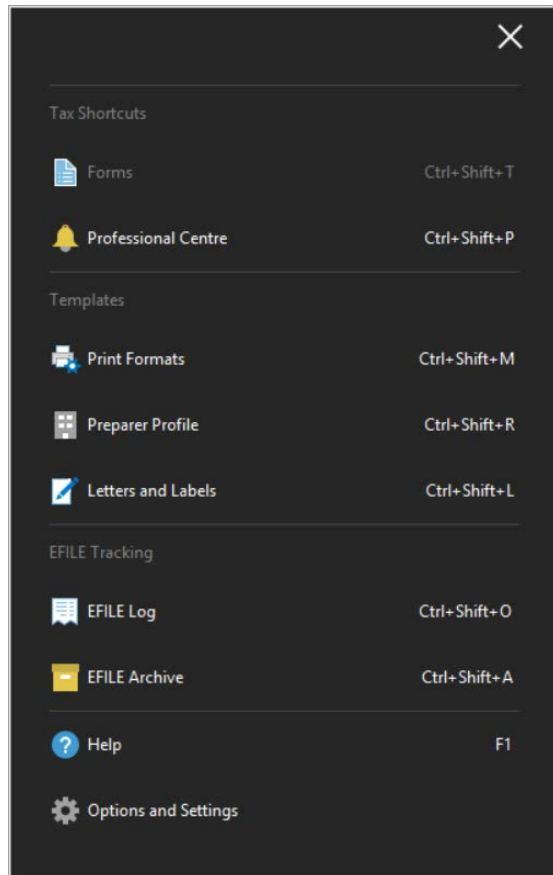 Tax Shortcuts
Forms Ctrl+Shift+T
Professional Centre Ctrl+Shift+P
Templates
Print Formats Ctrl+Shift+M
Preparer Profile Ctrl+Shift+R
Letters and Labels Ctrl+Shift+L
EFILE Tracking
EFILE Log Ctrl+Shift+O
EFILE Archive Ctrl+Shift+A
Help F1
Options and Settings